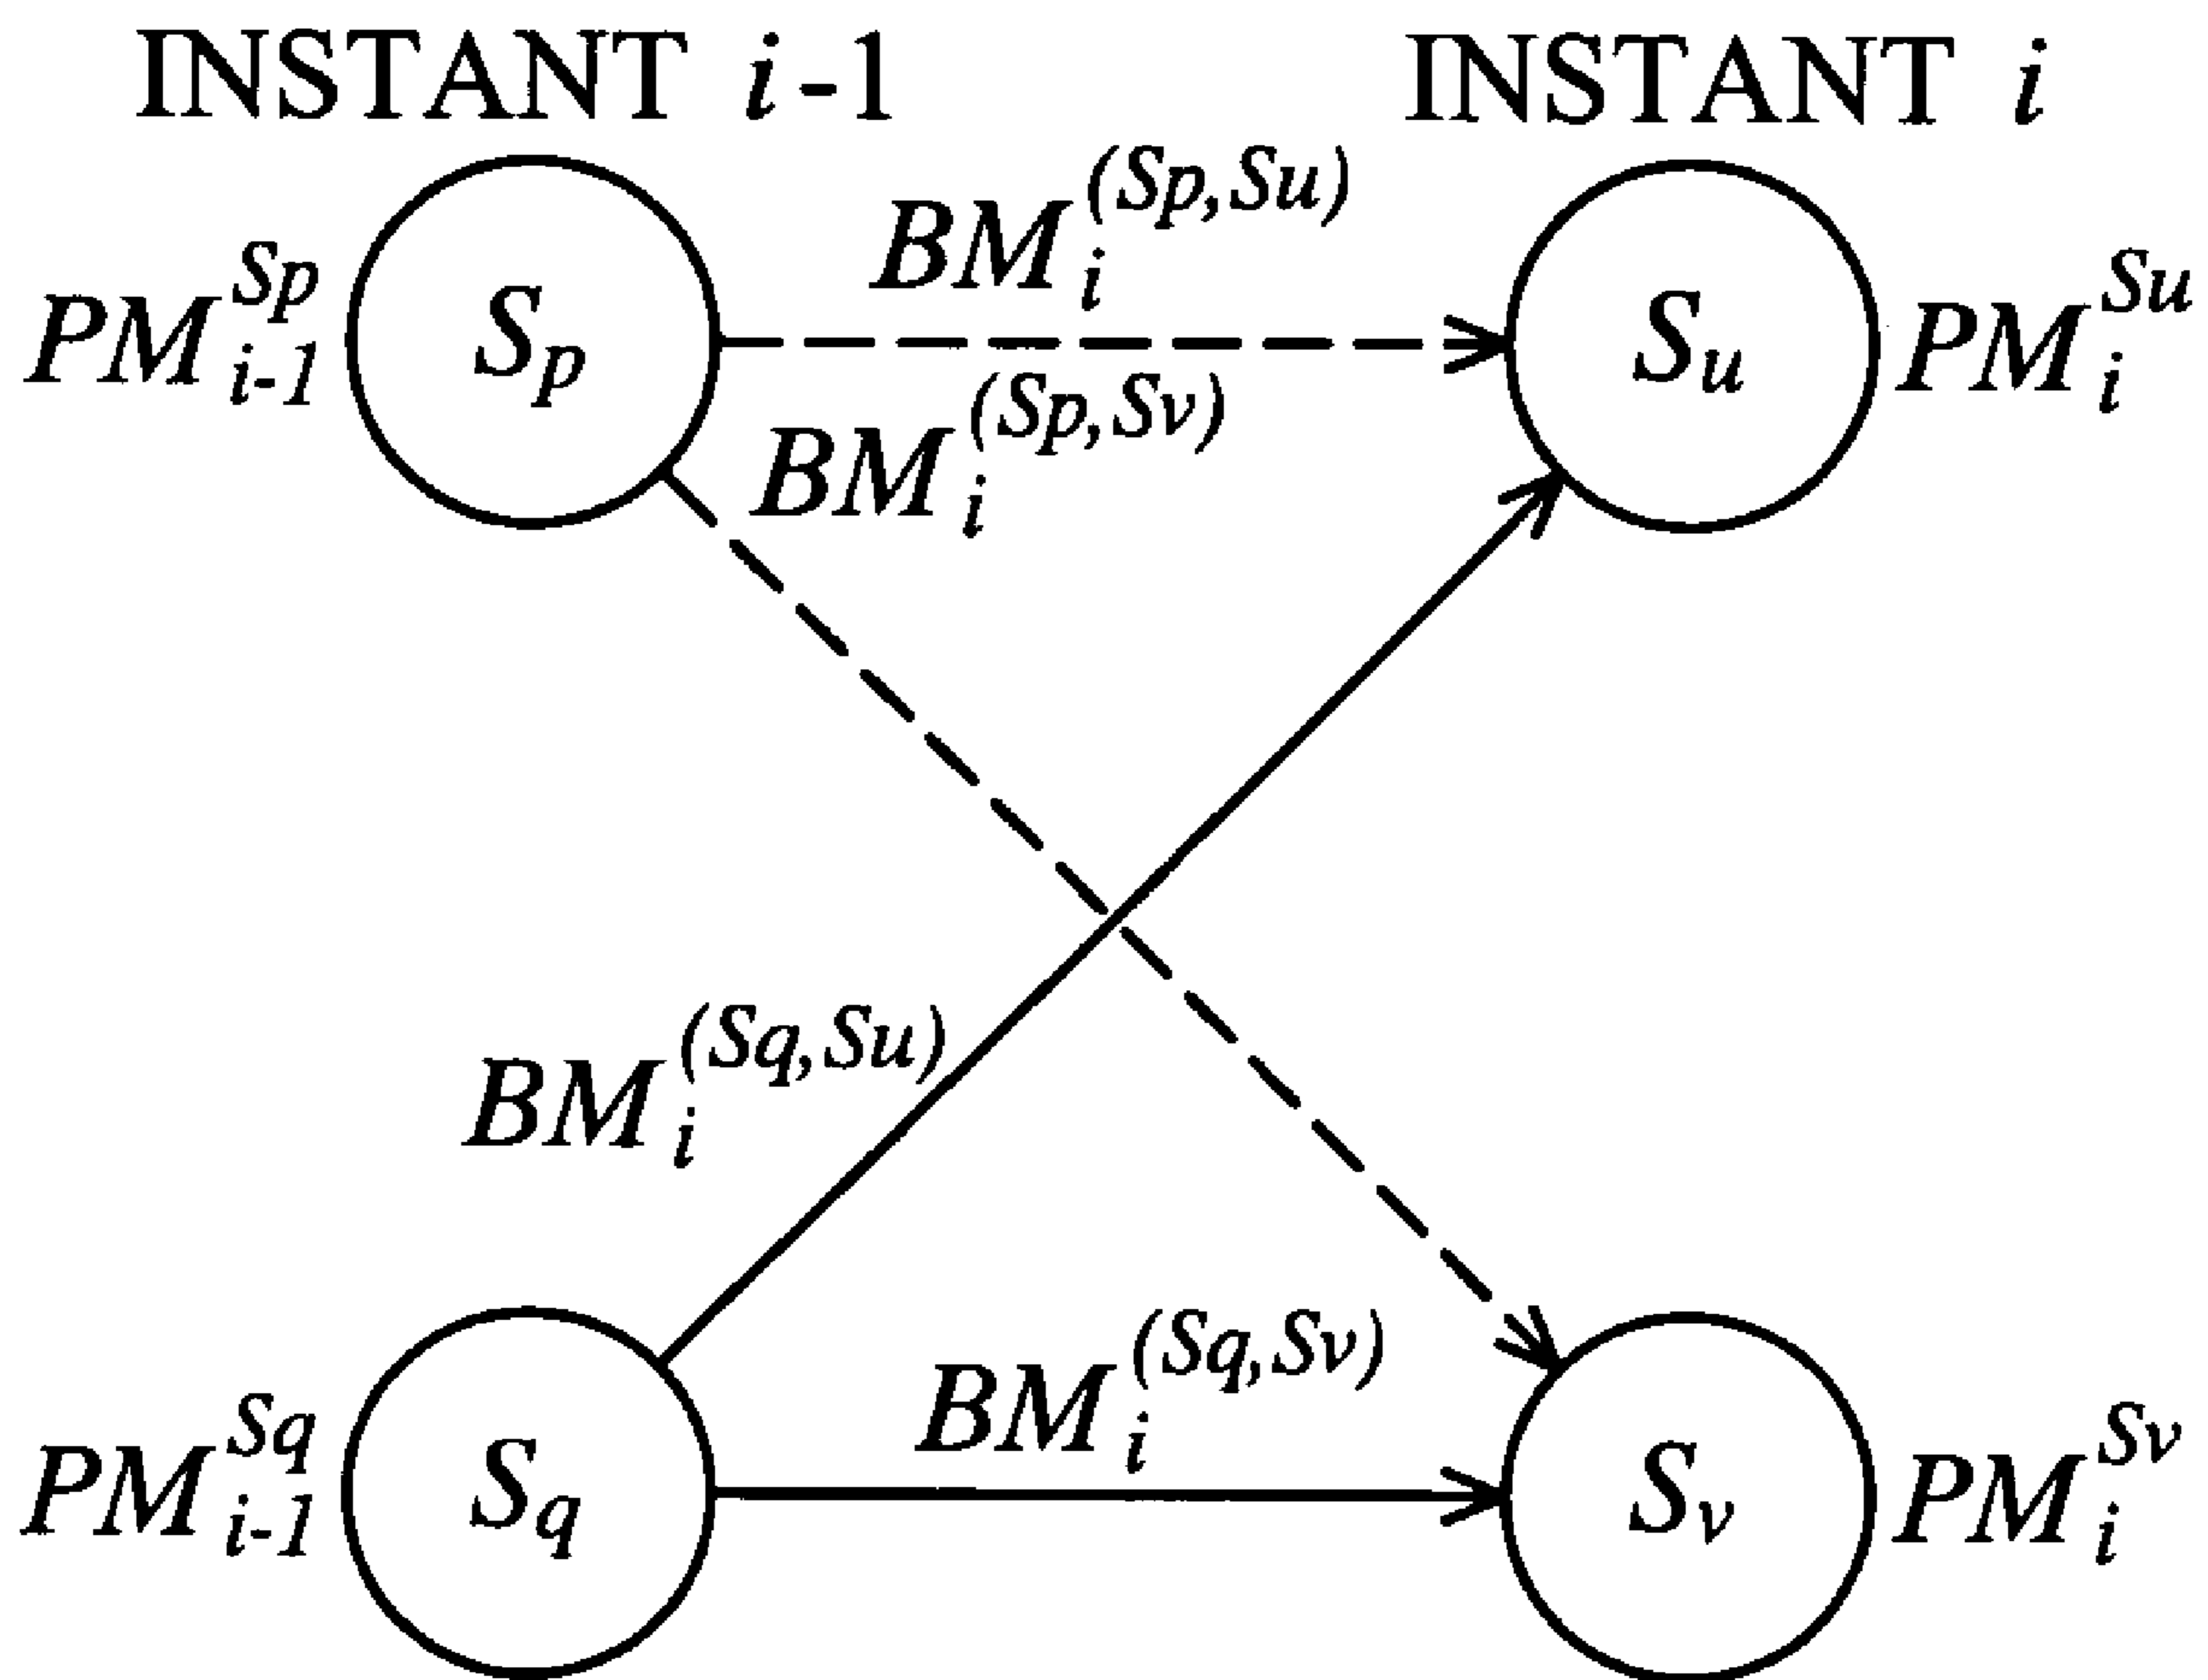 INSTANT i-1 INSTANT i
BM_i^(Sp,Su)
PM_{i-1}^Sp S_p S_u PM_i^Su
BM_i^(Sp,Sv)
BM_i^(Sq,Su)
BM_i^(Sq,Sv)
PM_{i-1}^Sq S_q S_v PM_i^Sv